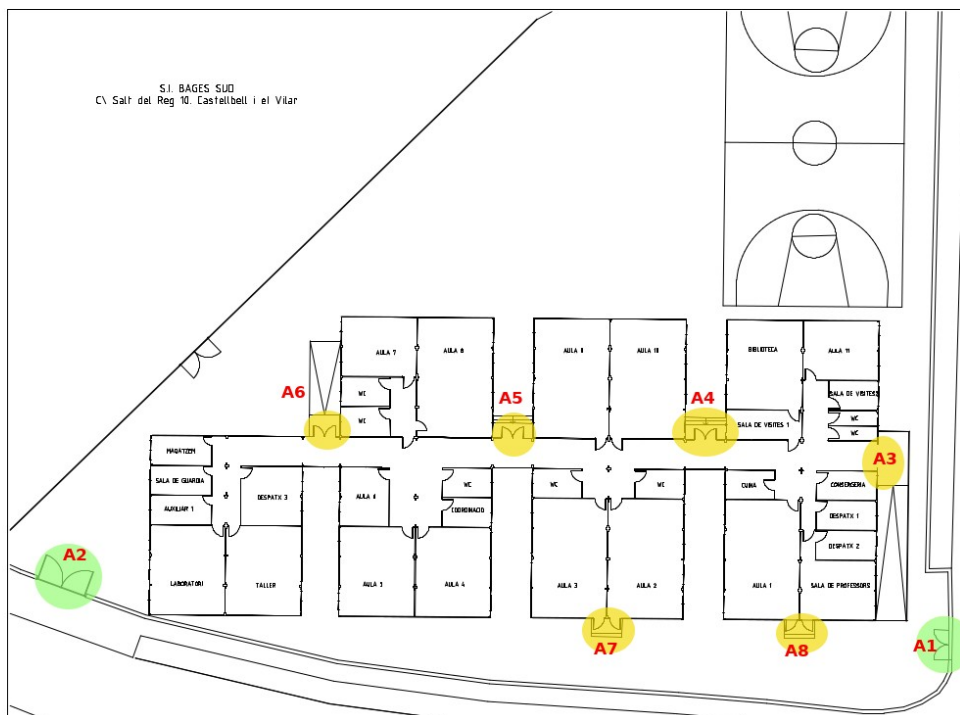 S.I. BAGES SUD
C\ Salt del Reg 10. Castellbell i el Vilar
AULA 7
AULA 8
AULA 9
AULA 10
BIBLIOTECA
AULA 11
A6
WC
A5
A4
SALA DE VISITES 2
WC
SALA DE VISITES 1
WC
WC
MAGATZEM
A3
SALA DE GUARDIA
DESPATX 3
AULA 6
WC
WC
WC
CUINA
CONSERGERIA
AUXILIAR 1
COORDINACIO
DESPATX 1
A2
DESPATX 2
LABORATORI
TALLER
AULA 5
AULA 4
AULA 3
AULA 2
AULA 1
SALA DE PROFESSORS
A7
A8
A1